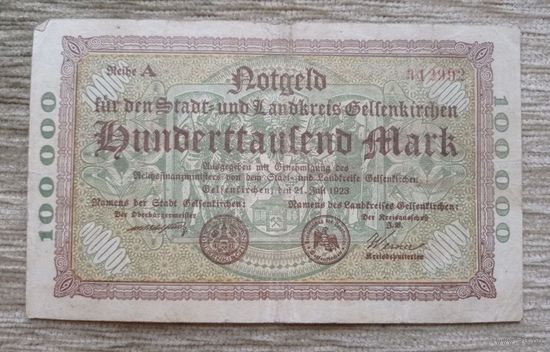 Reihe A
Notgeld
für den Stadt- und Landkreis Gelsenkirchen
Hunderttausend Mark
Ausgegeben mit Genehmigung des
Reichsfinanzministers von dem Stadt- und Landkreise Gelsenkirchen.
Gelsenkirchen, den 21. Juli 1923
Namens der Stadt Gelsenkirchen:
Der Oberbürgermeister
Namens des Landkreises Gelsenkirchen:
Der Kreisausschuß
J.V.
Werner
Kreisdeputierter
100 000
100 000